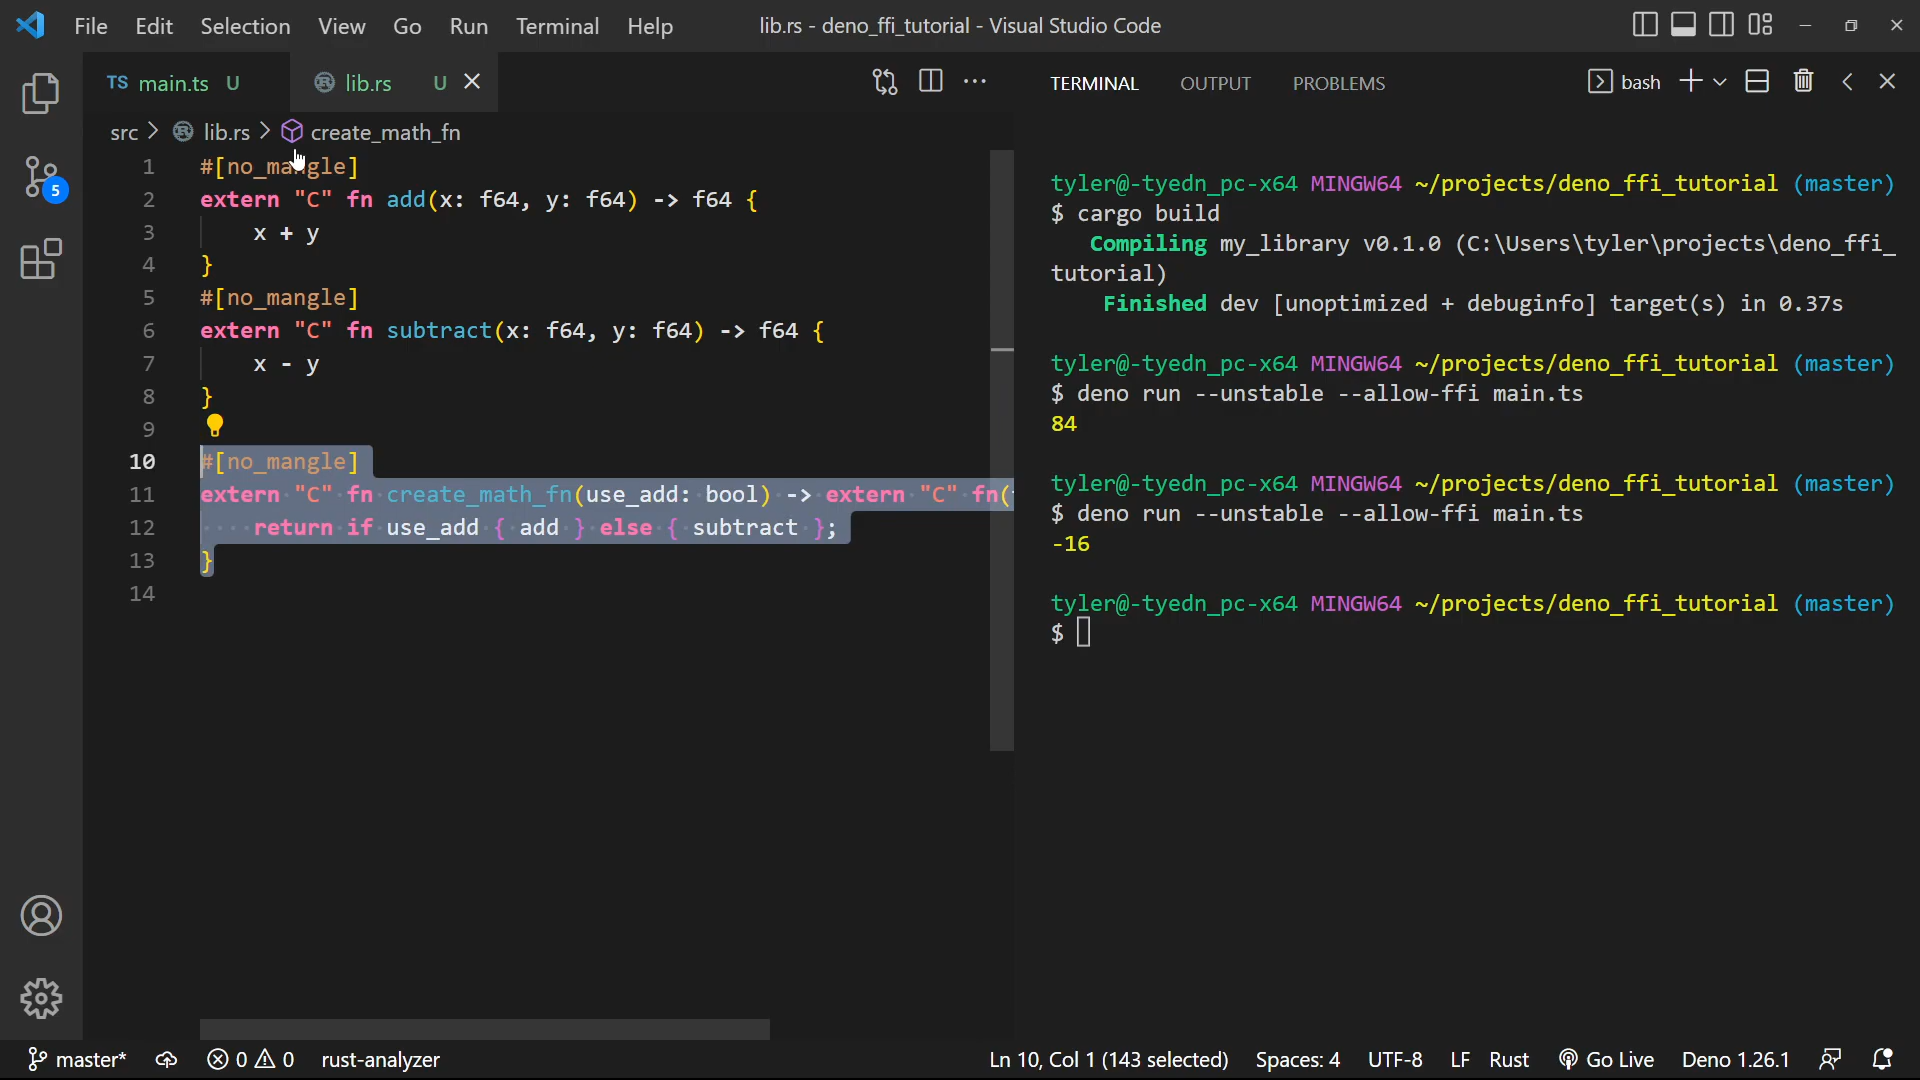 File Edit Selection View Go Run Terminal Help
lib.rs - deno_ffi_tutorial - Visual Studio Code
TS main.ts U
lib.rs U
TERMINAL OUTPUT PROBLEMS
bash
src > lib.rs > create_math_fn
5
1 #[no_mangle]
2 extern "C" fn add(x: f64, y: f64) -> f64 {
3 x + y
4 }
5 #[no_mangle]
6 extern "C" fn subtract(x: f64, y: f64) -> f64 {
7 x - y
8 }
9
10 #[no_mangle]
11 extern "C" fn create_math_fn(use_add: bool) -> extern "C" fn(
12 return if use_add { add } else { subtract };
13 }
14
tyler@-tyedn_pc-x64 MINGW64 ~/projects/deno_ffi_tutorial (master)
$ cargo build
Compiling my_library v0.1.0 (C:\Users\tyler\projects\deno_ffi_
tutorial)
Finished dev [unoptimized + debuginfo] target(s) in 0.37s
tyler@-tyedn_pc-x64 MINGW64 ~/projects/deno_ffi_tutorial (master)
$ deno run --unstable --allow-ffi main.ts
84
tyler@-tyedn_pc-x64 MINGW64 ~/projects/deno_ffi_tutorial (master)
$ deno run --unstable --allow-ffi main.ts
-16
tyler@-tyedn_pc-x64 MINGW64 ~/projects/deno_ffi_tutorial (master)
$
master* 0 0 rust-analyzer
Ln 10, Col 1 (143 selected) Spaces: 4 UTF-8 LF Rust Go Live Deno 1.26.1